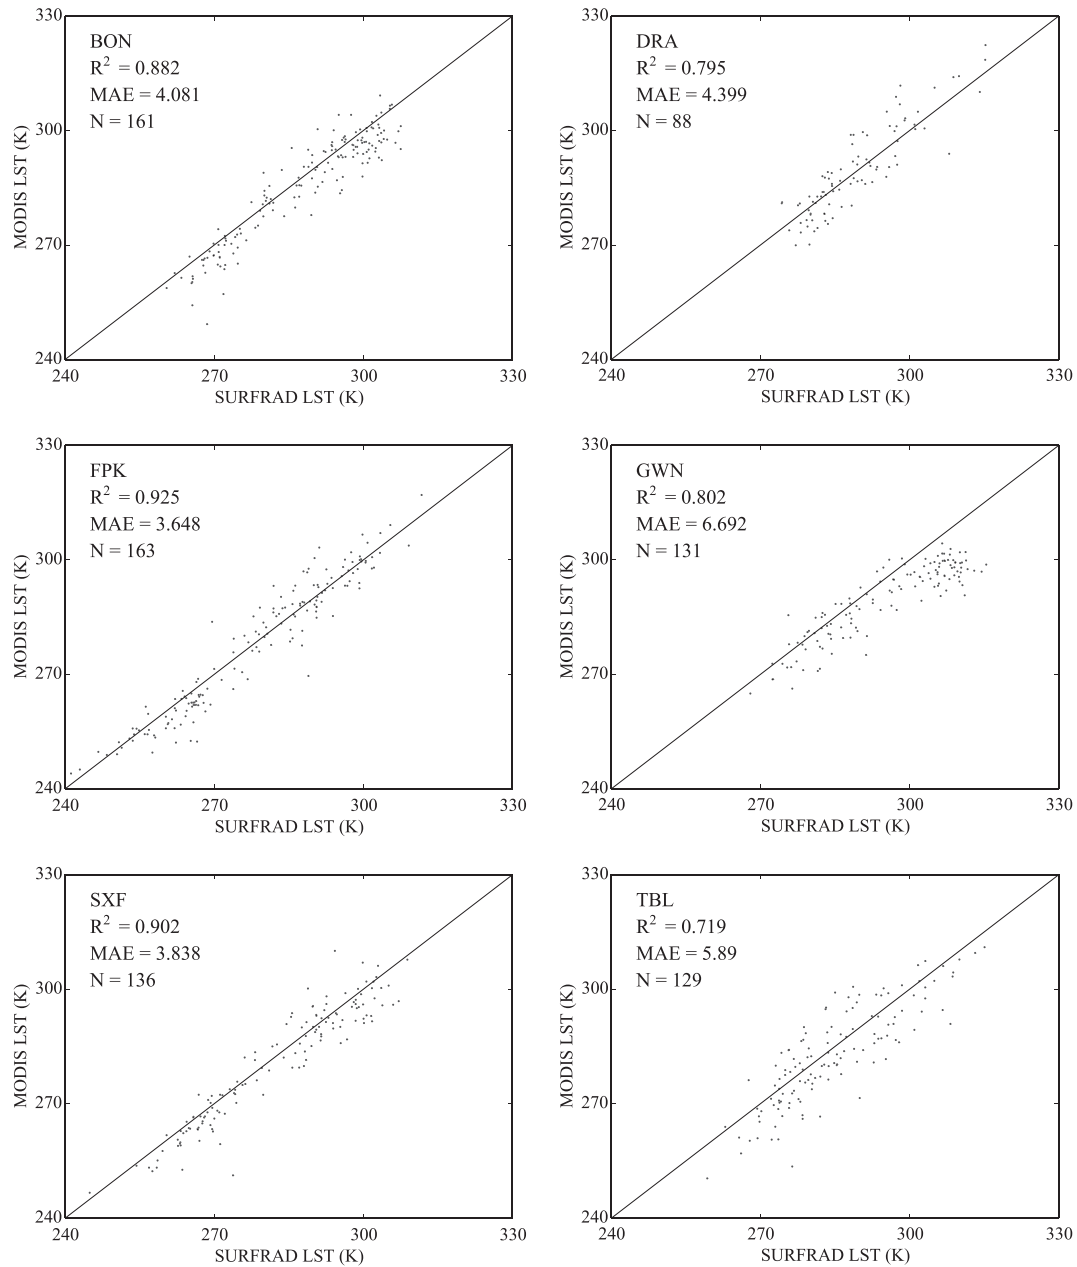 330
300
270
240
MODIS LST (K)
BON
R² = 0.882
MAE = 4.081
N = 161
240 270 300 330
SURFRAD LST (K)
330
300
270
240
MODIS LST (K)
DRA
R² = 0.795
MAE = 4.399
N = 88
240 270 300 330
SURFRAD LST (K)
330
300
270
240
MODIS LST (K)
FPK
R² = 0.925
MAE = 3.648
N = 163
240 270 300 330
SURFRAD LST (K)
330
300
270
240
MODIS LST (K)
GWN
R² = 0.802
MAE = 6.692
N = 131
240 270 300 330
SURFRAD LST (K)
330
300
270
240
MODIS LST (K)
SXF
R² = 0.902
MAE = 3.838
N = 136
240 270 300 330
SURFRAD LST (K)
330
300
270
240
MODIS LST (K)
TBL
R² = 0.719
MAE = 5.89
N = 129
240 270 300 330
SURFRAD LST (K)